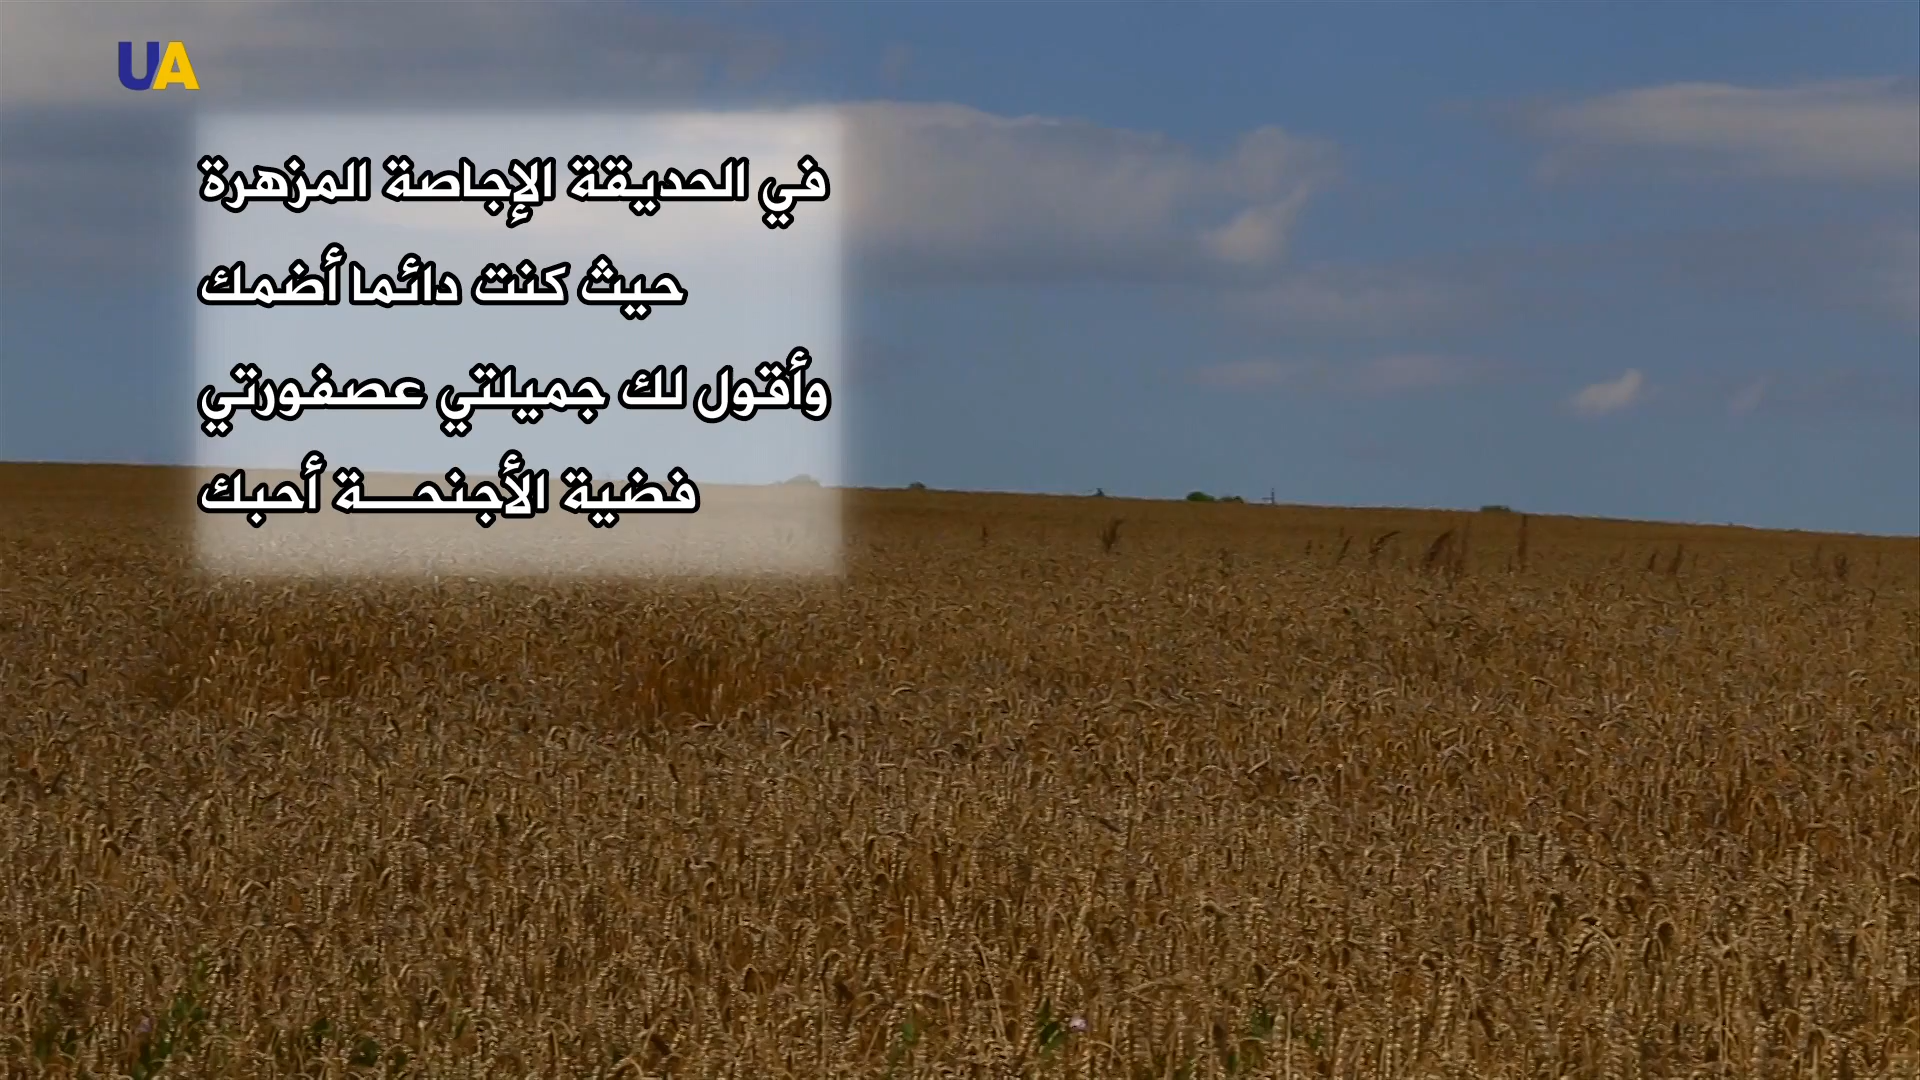 UA
في الحديقة الإجاصة المزهرة
حيث كنت دائما أضمك
وأقول لك جميلتي عصفورتي
فضية الأجنحـــة أحبك